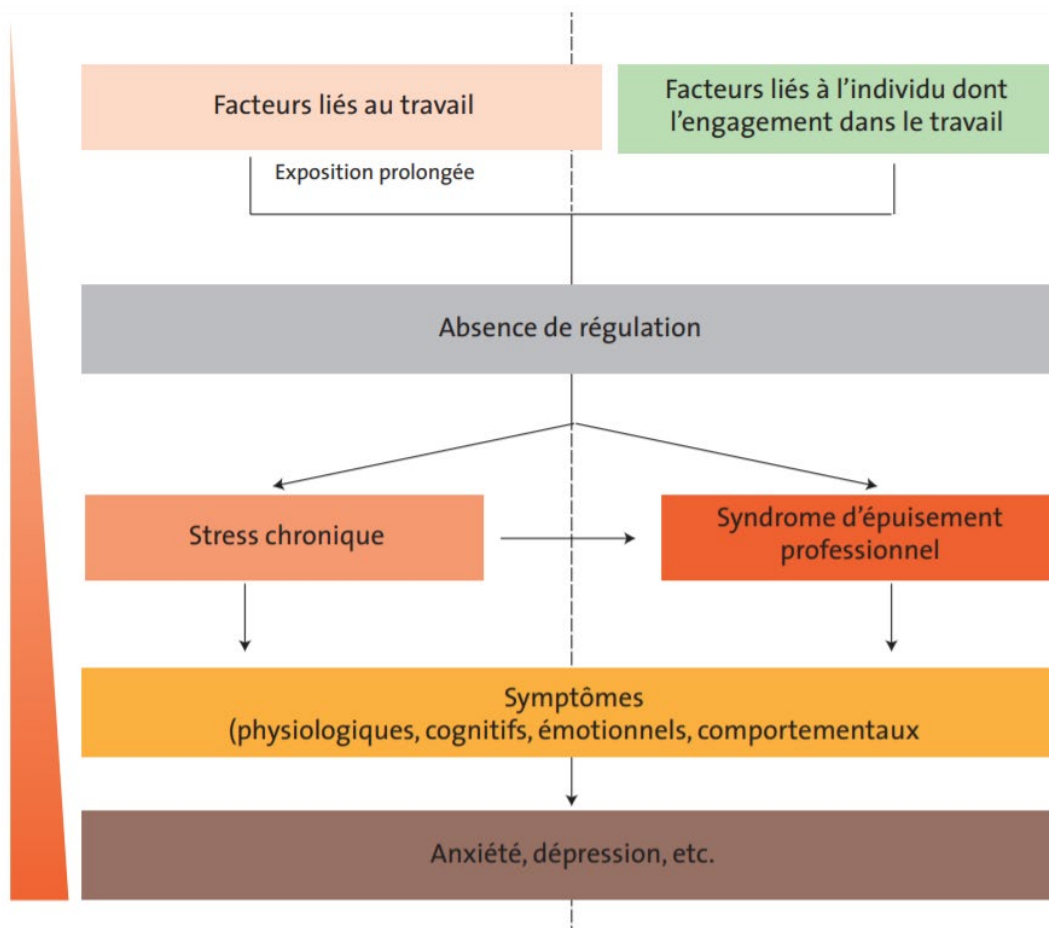 Facteurs liés au travail
Facteurs liés à l'individu dont
l'engagement dans le travail
Exposition prolongée
Absence de régulation
Stress chronique
Syndrome d'épuisement
professionnel
Symptômes
(physiologiques, cognitifs, émotionnels, comportementaux
Anxiété, dépression, etc.